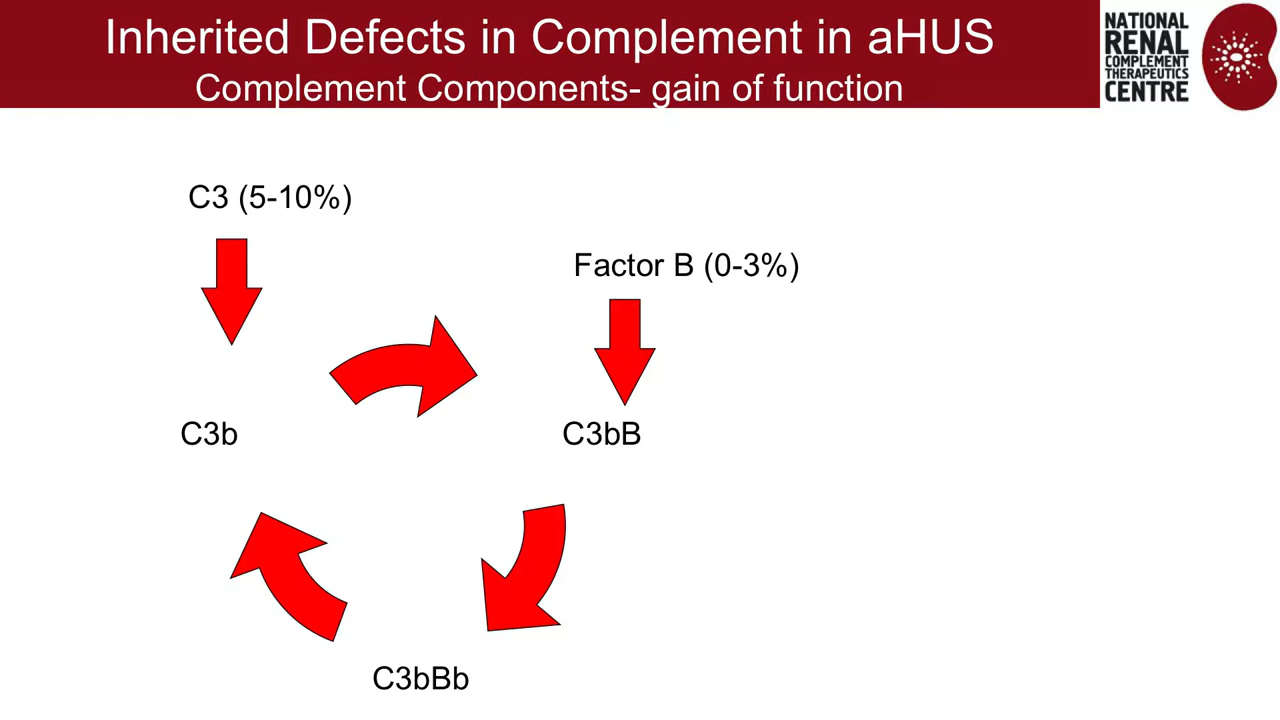 Inherited Defects in Complement in aHUS
Complement Components- gain of function
NATIONAL
RENAL
COMPLEMENT
THERAPEUTICS
CENTRE
C3 (5-10%)
Factor B (0-3%)
C3b
C3bB
C3bBb